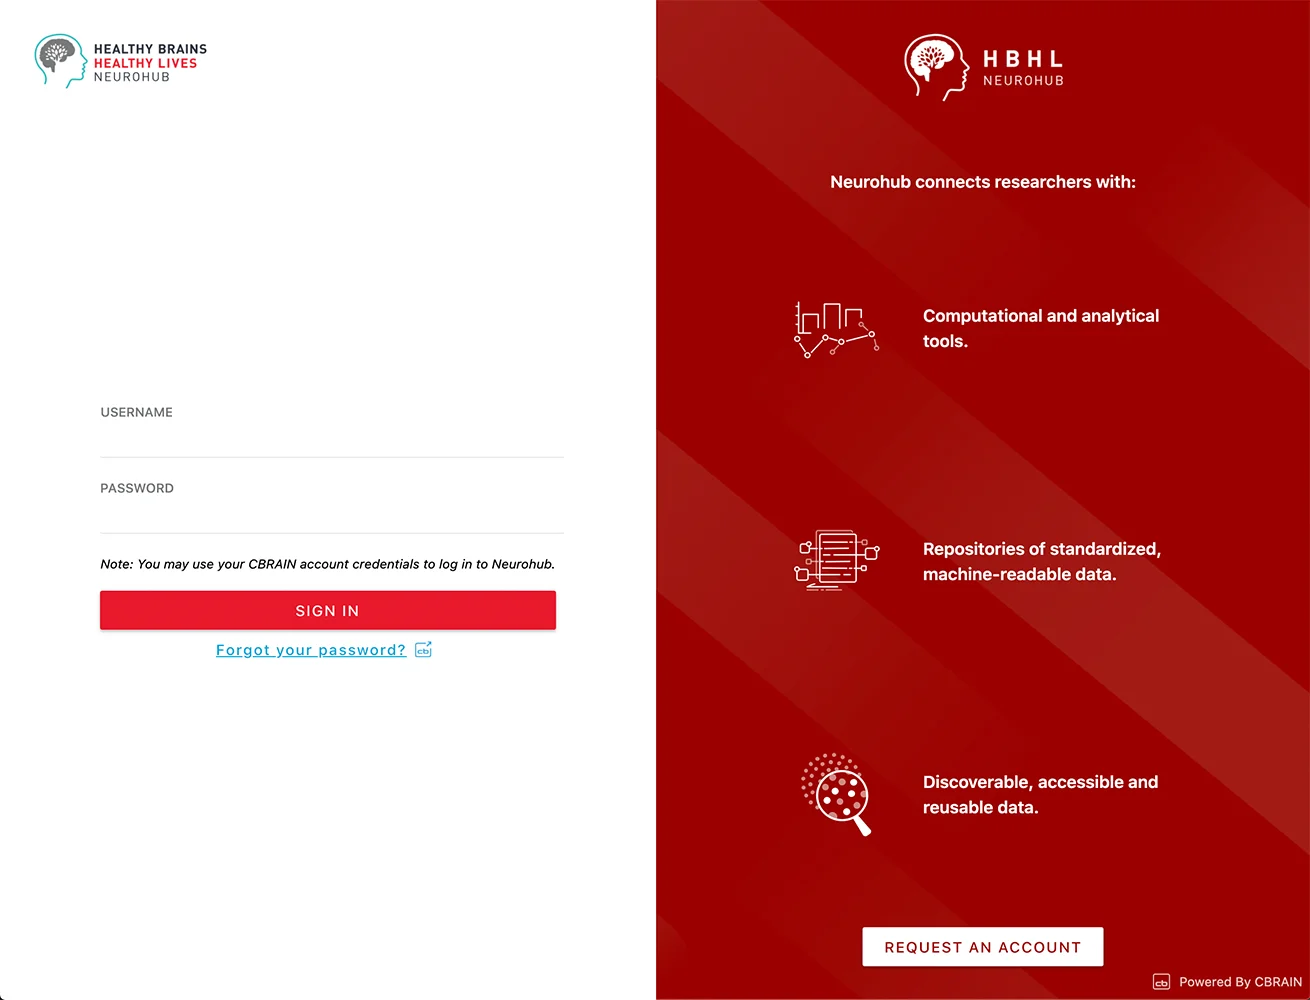 HEALTHY BRAINS
HEALTHY LIVES
NEUROHUB
USERNAME
PASSWORD
Note: You may use your CBRAIN account credentials to log in to Neurohub.
SIGN IN
Forgot your password? cb
HBHL
NEUROHUB
Neurohub connects researchers with:
Computational and analytical
tools.
Repositories of standardized,
machine-readable data.
Discoverable, accessible and
reusable data.
REQUEST AN ACCOUNT
cb Powered By CBRAIN